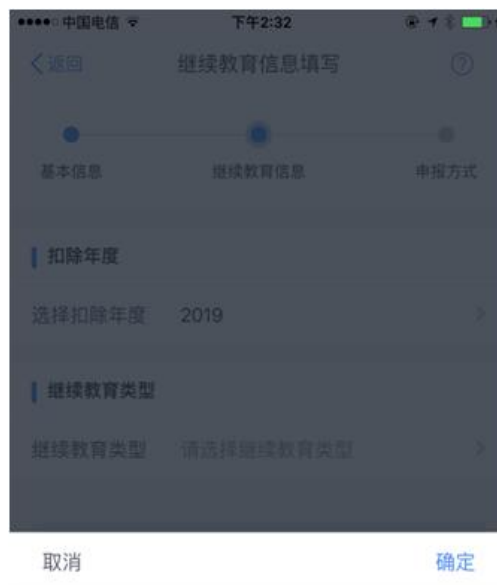 中国电信 下午2:32
返回 继续教育信息填写 ?
基本信息 继续教育信息 申报方式
扣除年度
选择扣除年度 2019
继续教育类型
继续教育类型 请选择继续教育类型
取消 确定